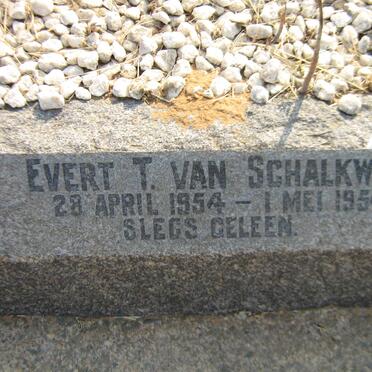 EVERT T. VAN SCHALKW
28 APRIL 1954 – 1 MEI 195
SLEGS GELEEN.